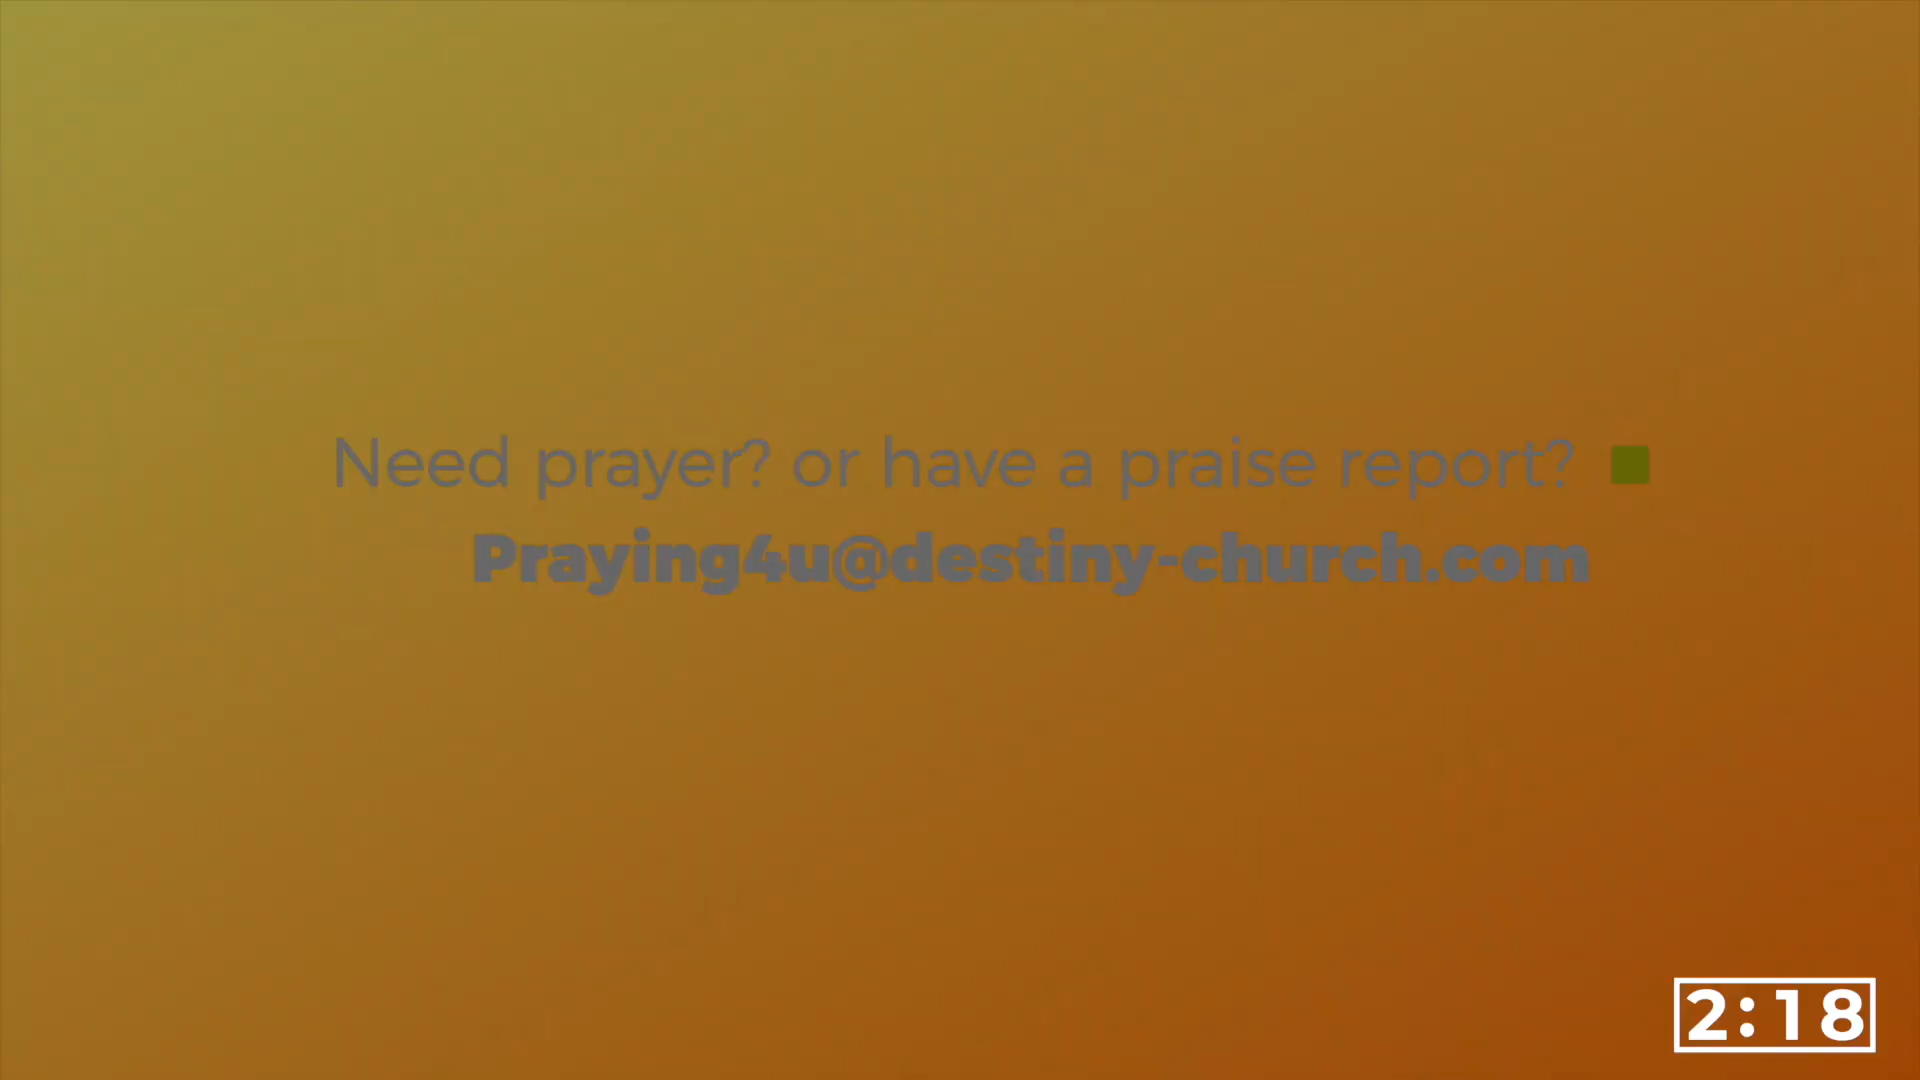 Need prayer? or have a praise report?
Praying4u@destiny-church.com
2:18